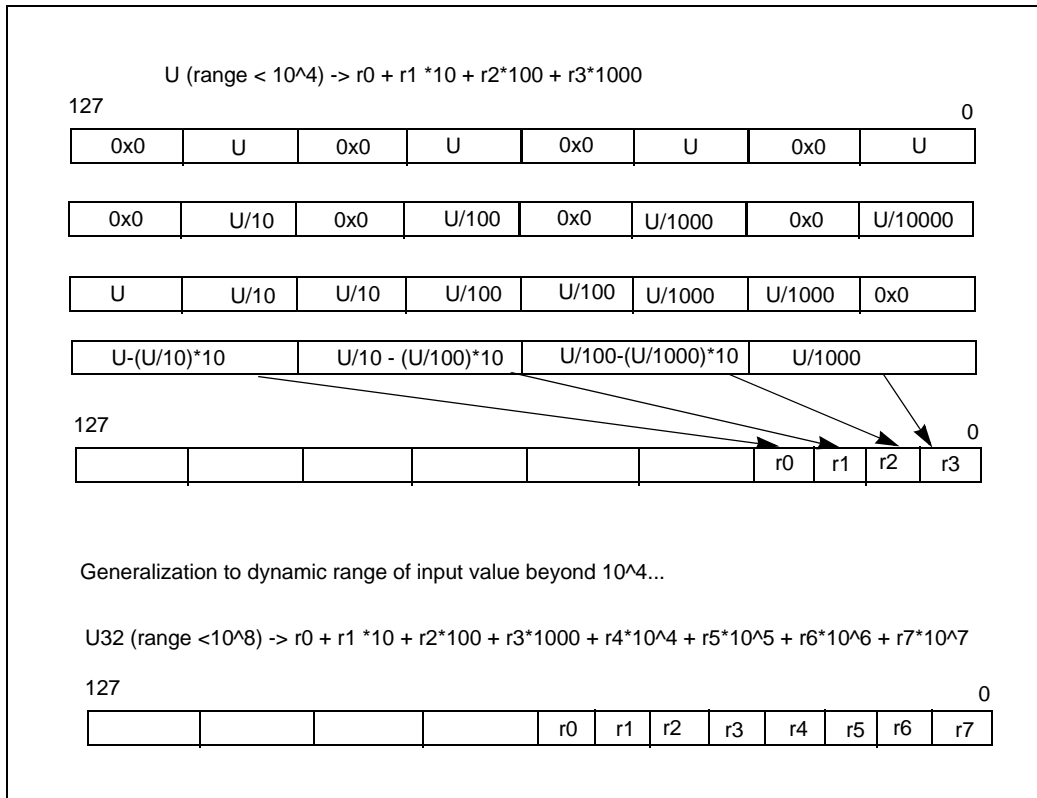 U (range < 10^4) -> r0 + r1 *10 + r2*100 + r3*1000
127 0
0x0 U 0x0 U 0x0 U 0x0 U
0x0 U/10 0x0 U/100 0x0 U/1000 0x0 U/10000
U U/10 U/10 U/100 U/100 U/1000 U/1000 0x0
U-(U/10)*10 U/10 - (U/100)*10 U/100-(U/1000)*10 U/1000
127 0
r0 r1 r2 r3
Generalization to dynamic range of input value beyond 10^4...
U32 (range <10^8) -> r0 + r1 *10 + r2*100 + r3*1000 + r4*10^4 + r5*10^5 + r6*10^6 + r7*10^7
127 0
r0 r1 r2 r3 r4 r5 r6 r7